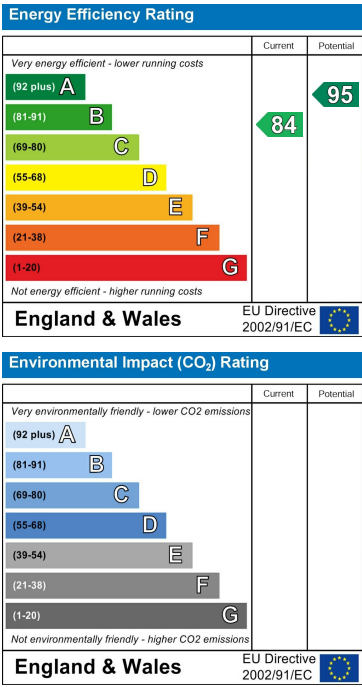 Energy Efficiency Rating
Current Potential
Very energy efficient - lower running costs
(92 plus) A
95
(81-91) B
84
(69-80) C
(55-68) D
(39-54) E
(21-38) F
(1-20) G
Not energy efficient - higher running costs
England & Wales
EU Directive
2002/91/EC
Environmental Impact (CO₂) Rating
Current Potential
Very environmentally friendly - lower CO2 emissions
(92 plus) A
(81-91) B
(69-80) C
(55-68) D
(39-54) E
(21-38) F
(1-20) G
Not environmentally friendly - higher CO2 emissions
England & Wales
EU Directive
2002/91/EC